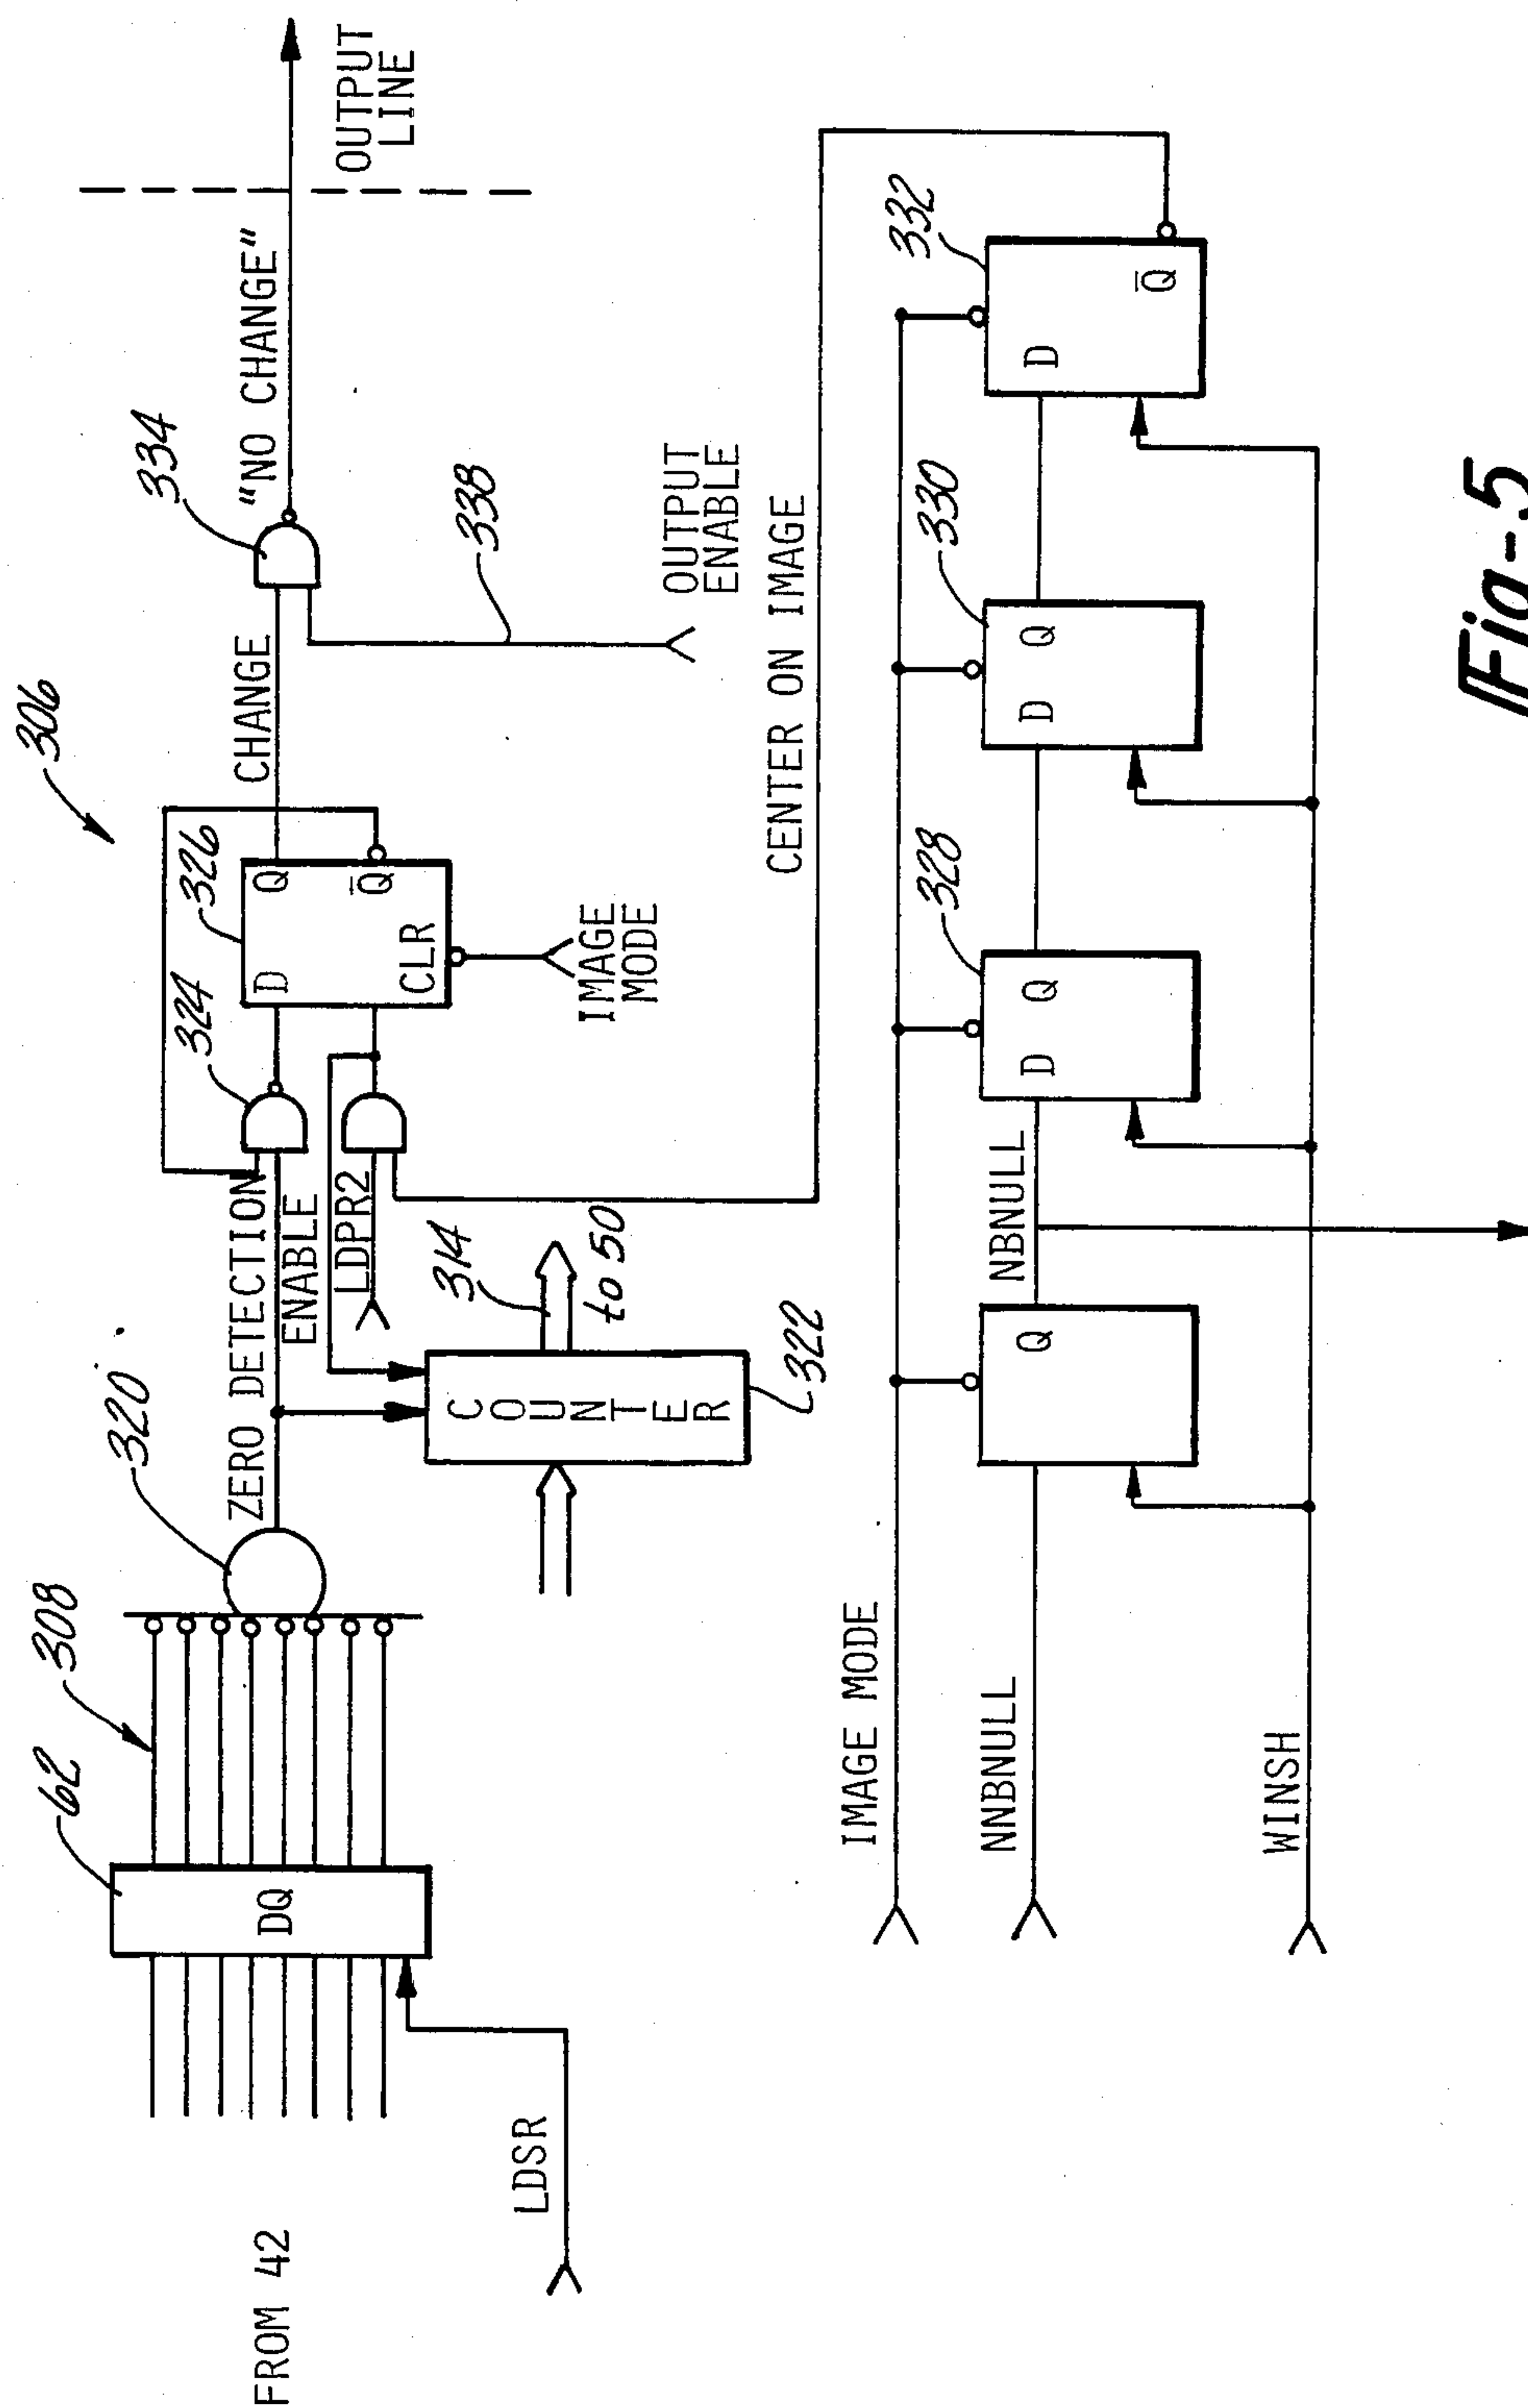 306
FROM 42
62
DQ
LDSR
308
320
ZERO DETECTION
ENABLE
LDPR2
COUNTER
322
314
to 50
324
326
D
Q
Q̄
CLR
IMAGE
MODE
CHANGE
334
"NO CHANGE"
OUTPUT
LINE
338
OUTPUT
ENABLE
CENTER ON IMAGE
IMAGE MODE
NNBNULL
WINSH
Q
NBNULL
328
D
Q
330
D
Q
332
D
Q̄
Fig-5